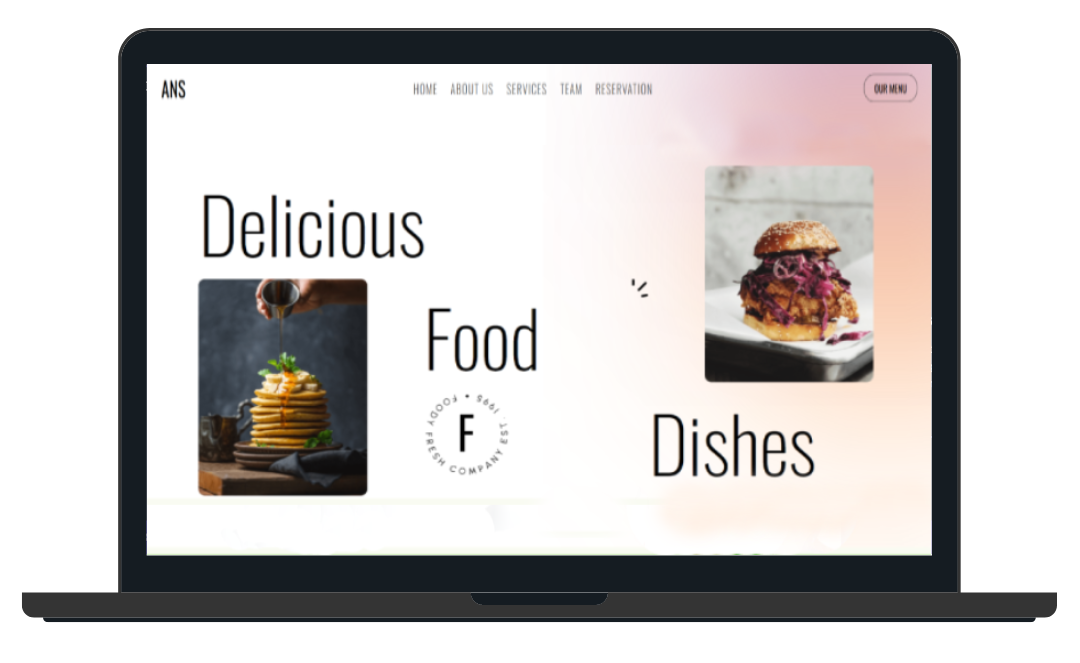 ANS
HOME ABOUT US SERVICES TEAM RESERVATION
OUR MENU
Delicious
Food
F
FOODY FRESH COMPANY EST. 1995 •
Dishes